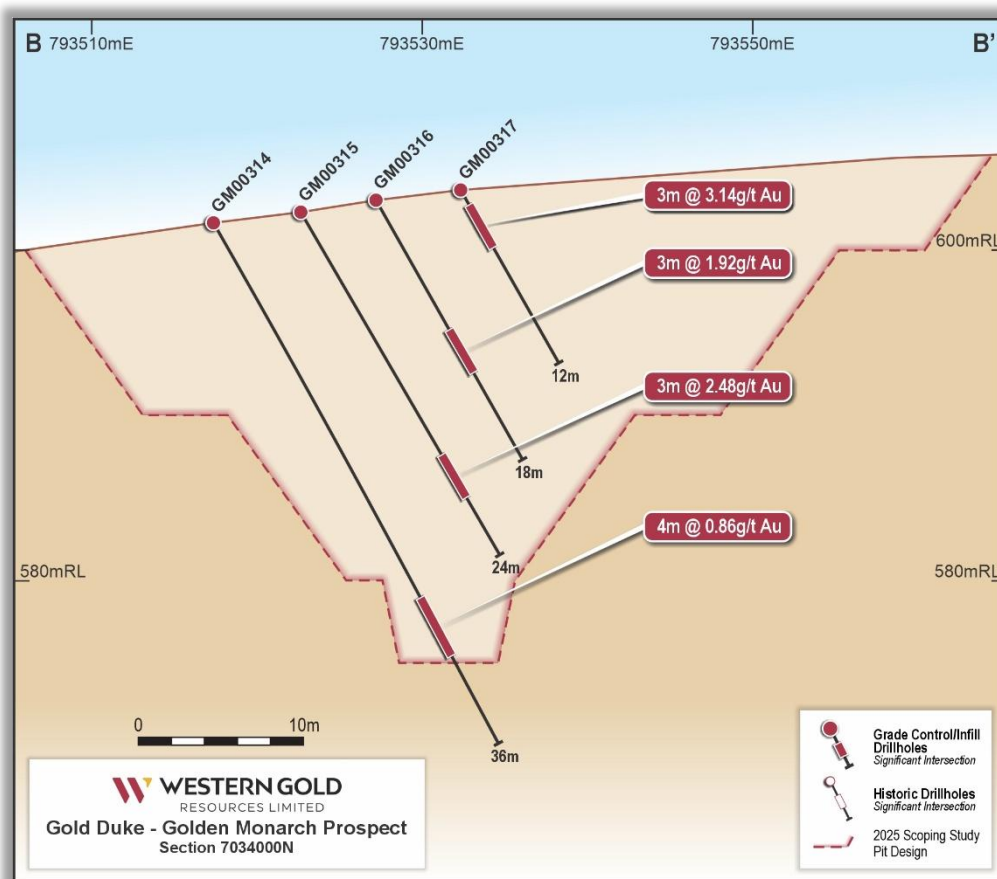 B 793510mE 793530mE 793550mE B'
GM00314
GM00315
GM00316
GM00317
3m @ 3.14g/t Au
600mRL
3m @ 1.92g/t Au
12m
3m @ 2.48g/t Au
18m
4m @ 0.86g/t Au
24m
580mRL
580mRL
0 10m
36m
WESTERN GOLD
RESOURCES LIMITED
Gold Duke - Golden Monarch Prospect
Section 7034000N
Grade Control/Infill
Drillholes
Significant Intersection
Historic Drillholes
Significant Intersection
2025 Scoping Study
Pit Design